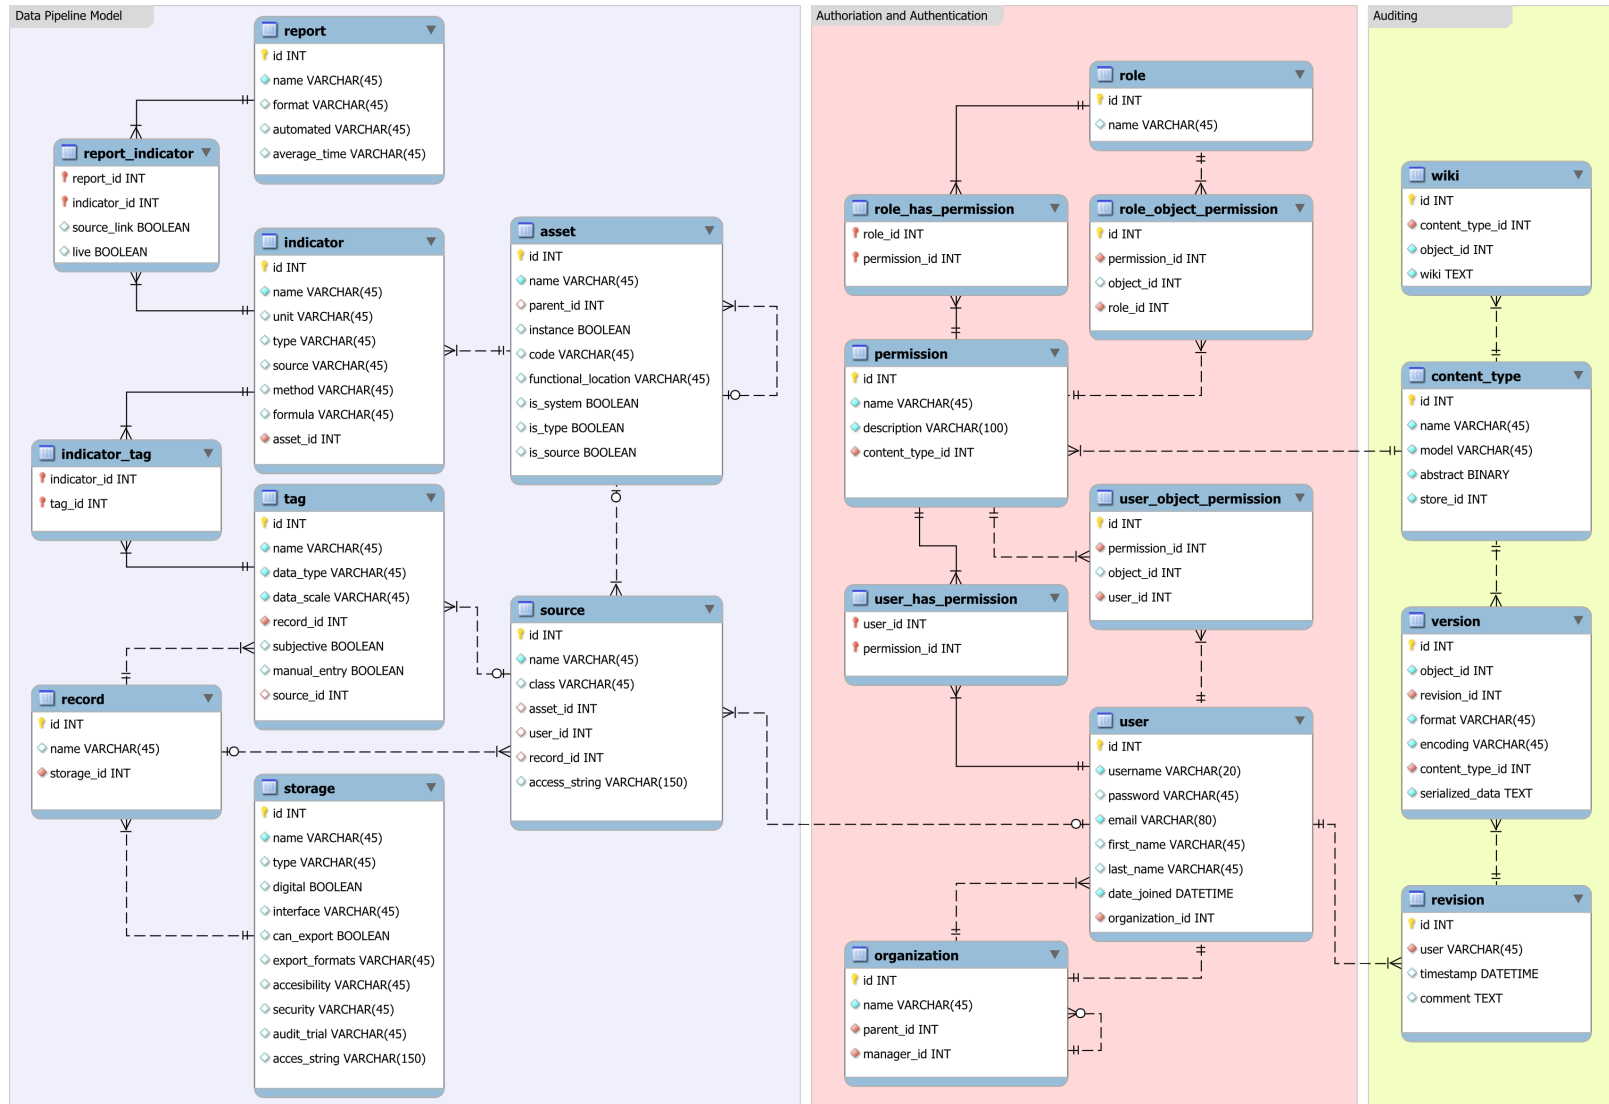 Data Pipeline Model
report
id INT
name VARCHAR(45)
format VARCHAR(45)
automated VARCHAR(45)
average_time VARCHAR(45)
report_indicator
report_id INT
indicator_id INT
source_link BOOLEAN
live BOOLEAN
indicator
id INT
name VARCHAR(45)
unit VARCHAR(45)
type VARCHAR(45)
source VARCHAR(45)
method VARCHAR(45)
formula VARCHAR(45)
asset_id INT
asset
id INT
name VARCHAR(45)
parent_id INT
instance BOOLEAN
code VARCHAR(45)
functional_location VARCHAR(45)
is_system BOOLEAN
is_type BOOLEAN
is_source BOOLEAN
indicator_tag
indicator_id INT
tag_id INT
tag
id INT
name VARCHAR(45)
data_type VARCHAR(45)
data_scale VARCHAR(45)
record_id INT
subjective BOOLEAN
manual_entry BOOLEAN
source_id INT
source
id INT
name VARCHAR(45)
class VARCHAR(45)
asset_id INT
user_id INT
record_id INT
access_string VARCHAR(150)
record
id INT
name VARCHAR(45)
storage_id INT
storage
id INT
name VARCHAR(45)
type VARCHAR(45)
digital BOOLEAN
interface VARCHAR(45)
can_export BOOLEAN
export_formats VARCHAR(45)
accesibility VARCHAR(45)
security VARCHAR(45)
audit_trial VARCHAR(45)
acces_string VARCHAR(150)
Authoriation and Authentication
role
id INT
name VARCHAR(45)
role_has_permission
role_id INT
permission_id INT
role_object_permission
id INT
permission_id INT
object_id INT
role_id INT
permission
id INT
name VARCHAR(45)
description VARCHAR(100)
content_type_id INT
user_object_permission
id INT
permission_id INT
object_id INT
user_id INT
user_has_permission
user_id INT
permission_id INT
user
id INT
username VARCHAR(20)
password VARCHAR(45)
email VARCHAR(80)
first_name VARCHAR(45)
last_name VARCHAR(45)
date_joined DATETIME
organization_id INT
organization
id INT
name VARCHAR(45)
parent_id INT
manager_id INT
Auditing
wiki
id INT
content_type_id INT
object_id INT
wiki TEXT
content_type
id INT
name VARCHAR(45)
model VARCHAR(45)
abstract BINARY
store_id INT
version
id INT
object_id INT
revision_id INT
format VARCHAR(45)
encoding VARCHAR(45)
content_type_id INT
serialized_data TEXT
revision
id INT
user VARCHAR(45)
timestamp DATETIME
comment TEXT